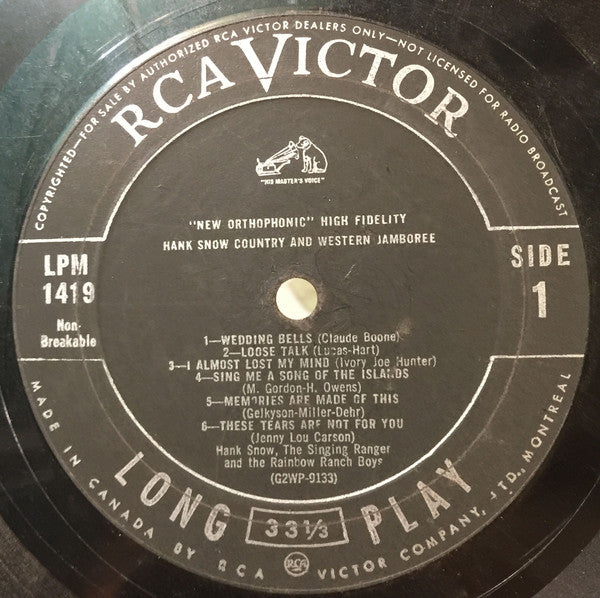 COPYRIGHTED—FOR SALE BY AUTHORIZED RCA VICTOR DEALERS ONLY—NOT LICENSED FOR RADIO BROADCAST
RCA VICTOR
"HIS MASTER'S VOICE"
"NEW ORTHOPHONIC" HIGH FIDELITY
HANK SNOW COUNTRY AND WESTERN JAMBOREE
LPM
1419
Non-
Breakable
SIDE
1
1—WEDDING BELLS (Claude Boone)
2—LOOSE TALK (Lucas-Hart)
3—I ALMOST LOST MY MIND (Ivory Joe Hunter)
4—SING ME A SONG OF THE ISLANDS
(M. Gordon-H. Owens)
5—MEMORIES ARE MADE OF THIS
(Gelkyson-Miller-Dehr)
6—THESE TEARS ARE NOT FOR YOU
(Jenny Lou Carson)
Hank Snow, The Singing Ranger
and the Rainbow Ranch Boys
(G2WP-9133)
LONG 33 1/3 PLAY
MADE IN CANADA BY RCA VICTOR COMPANY, LTD., MONTREAL
RCA